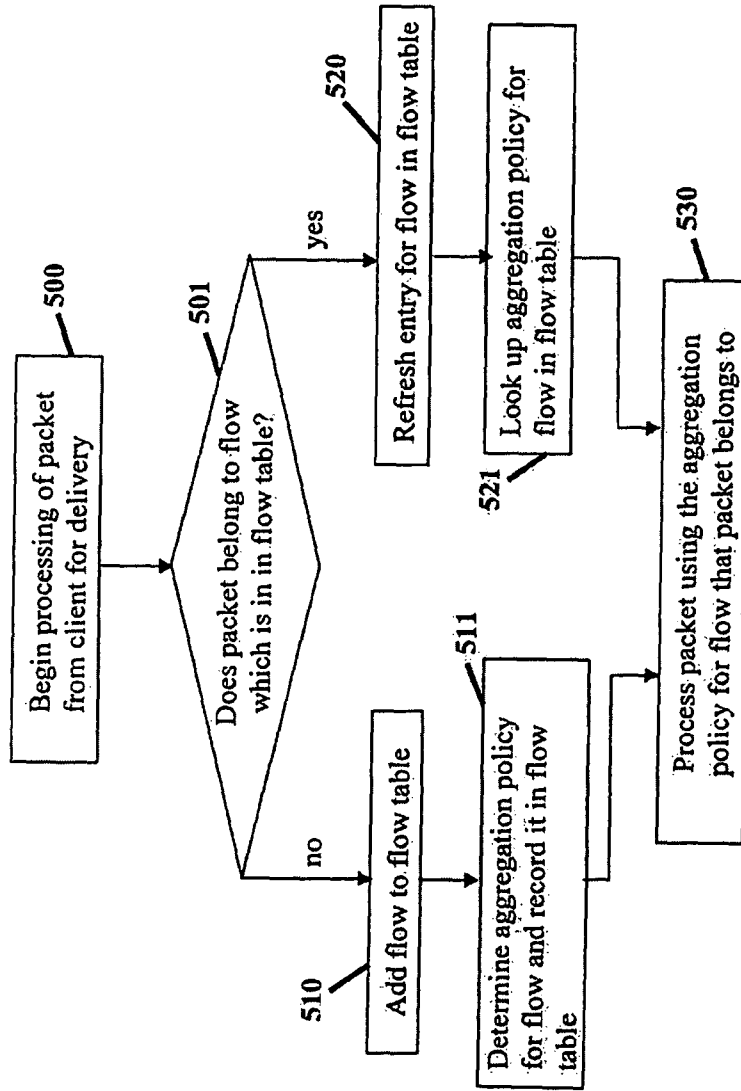 500
Begin processing of packet
from client for delivery
501
Does packet belong to flow
which is in in flow table?
no
yes
510
Add flow to flow table
520
Refresh entry for flow in flow table
511
Determine aggregation policy
for flow and record it in flow
table
521
Look up aggregation policy for
flow in flow table
530
Process packet using the aggregation
policy for flow that packet belongs to